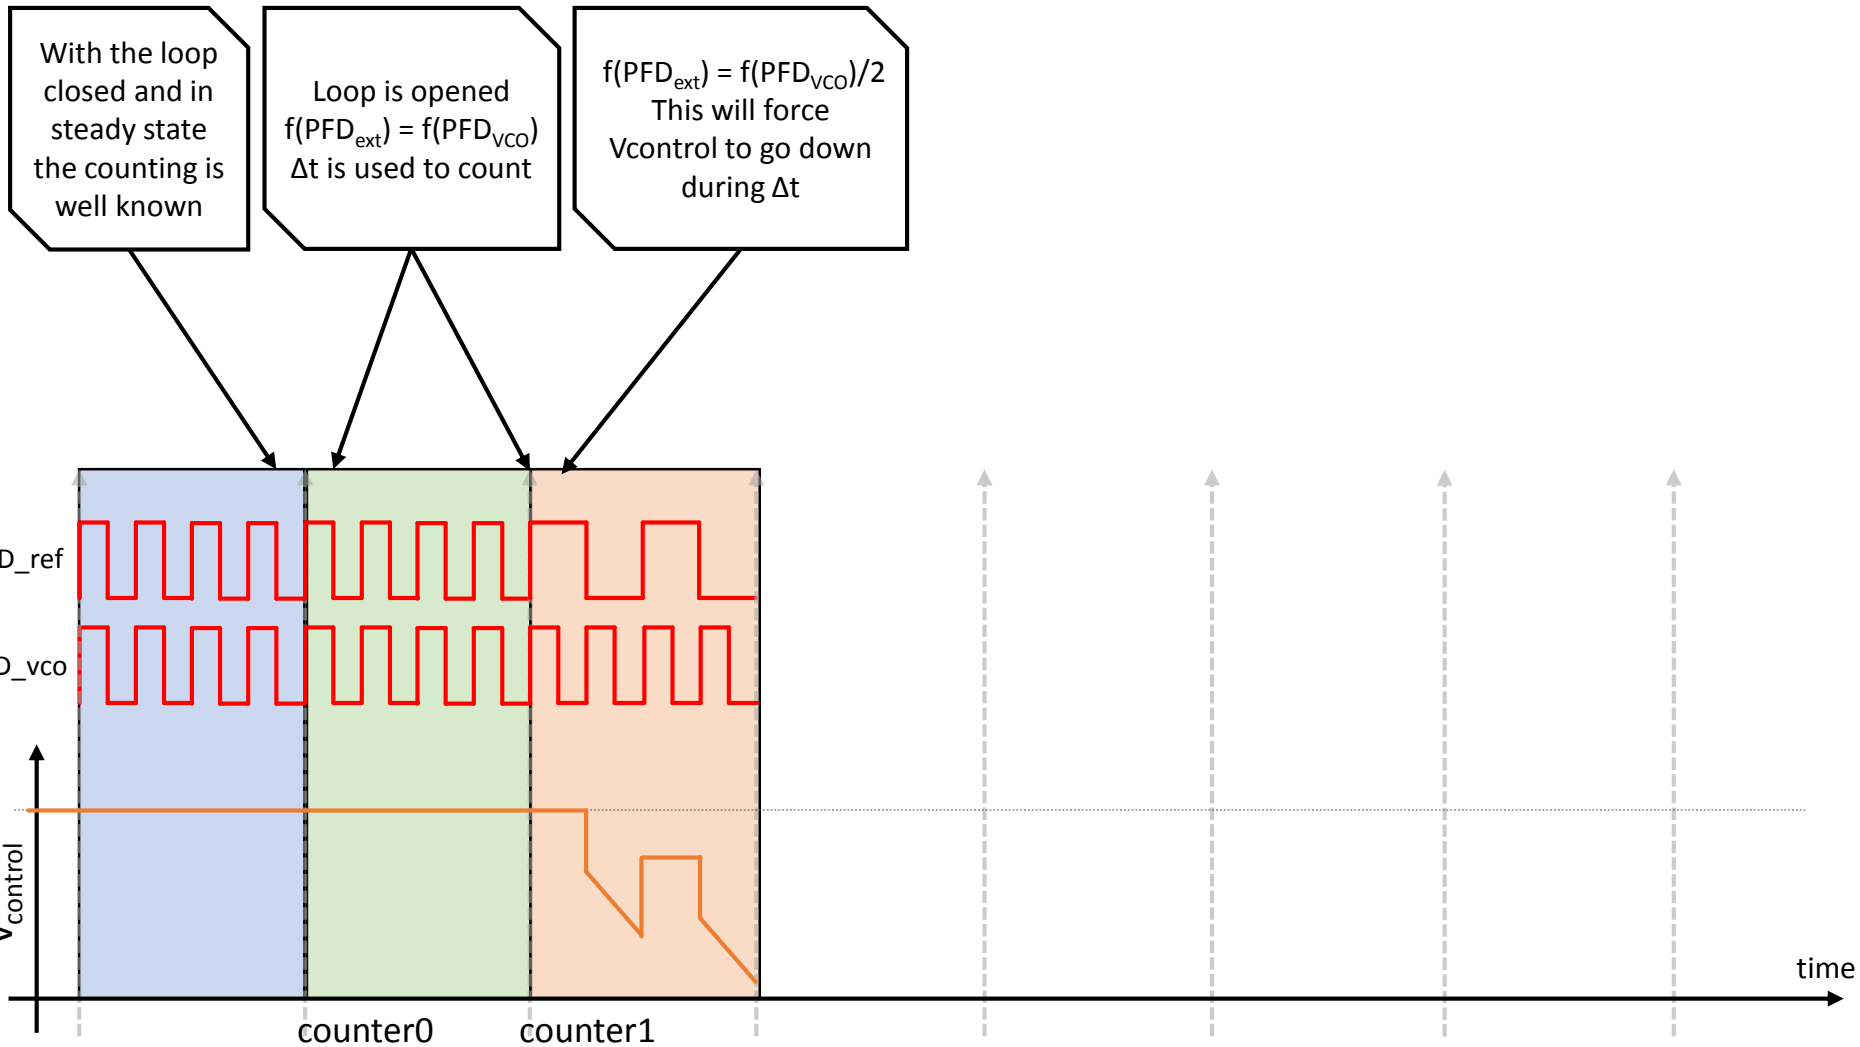 With the loop
closed and in
steady state
the counting is
well known
Loop is opened
f(PFDext) = f(PFDVCO)
Δt is used to count
f(PFDext) = f(PFDVCO)/2
This will force
Vcontrol to go down
during Δt
D_ref
D_vco
Vcontrol
time
counter0
counter1